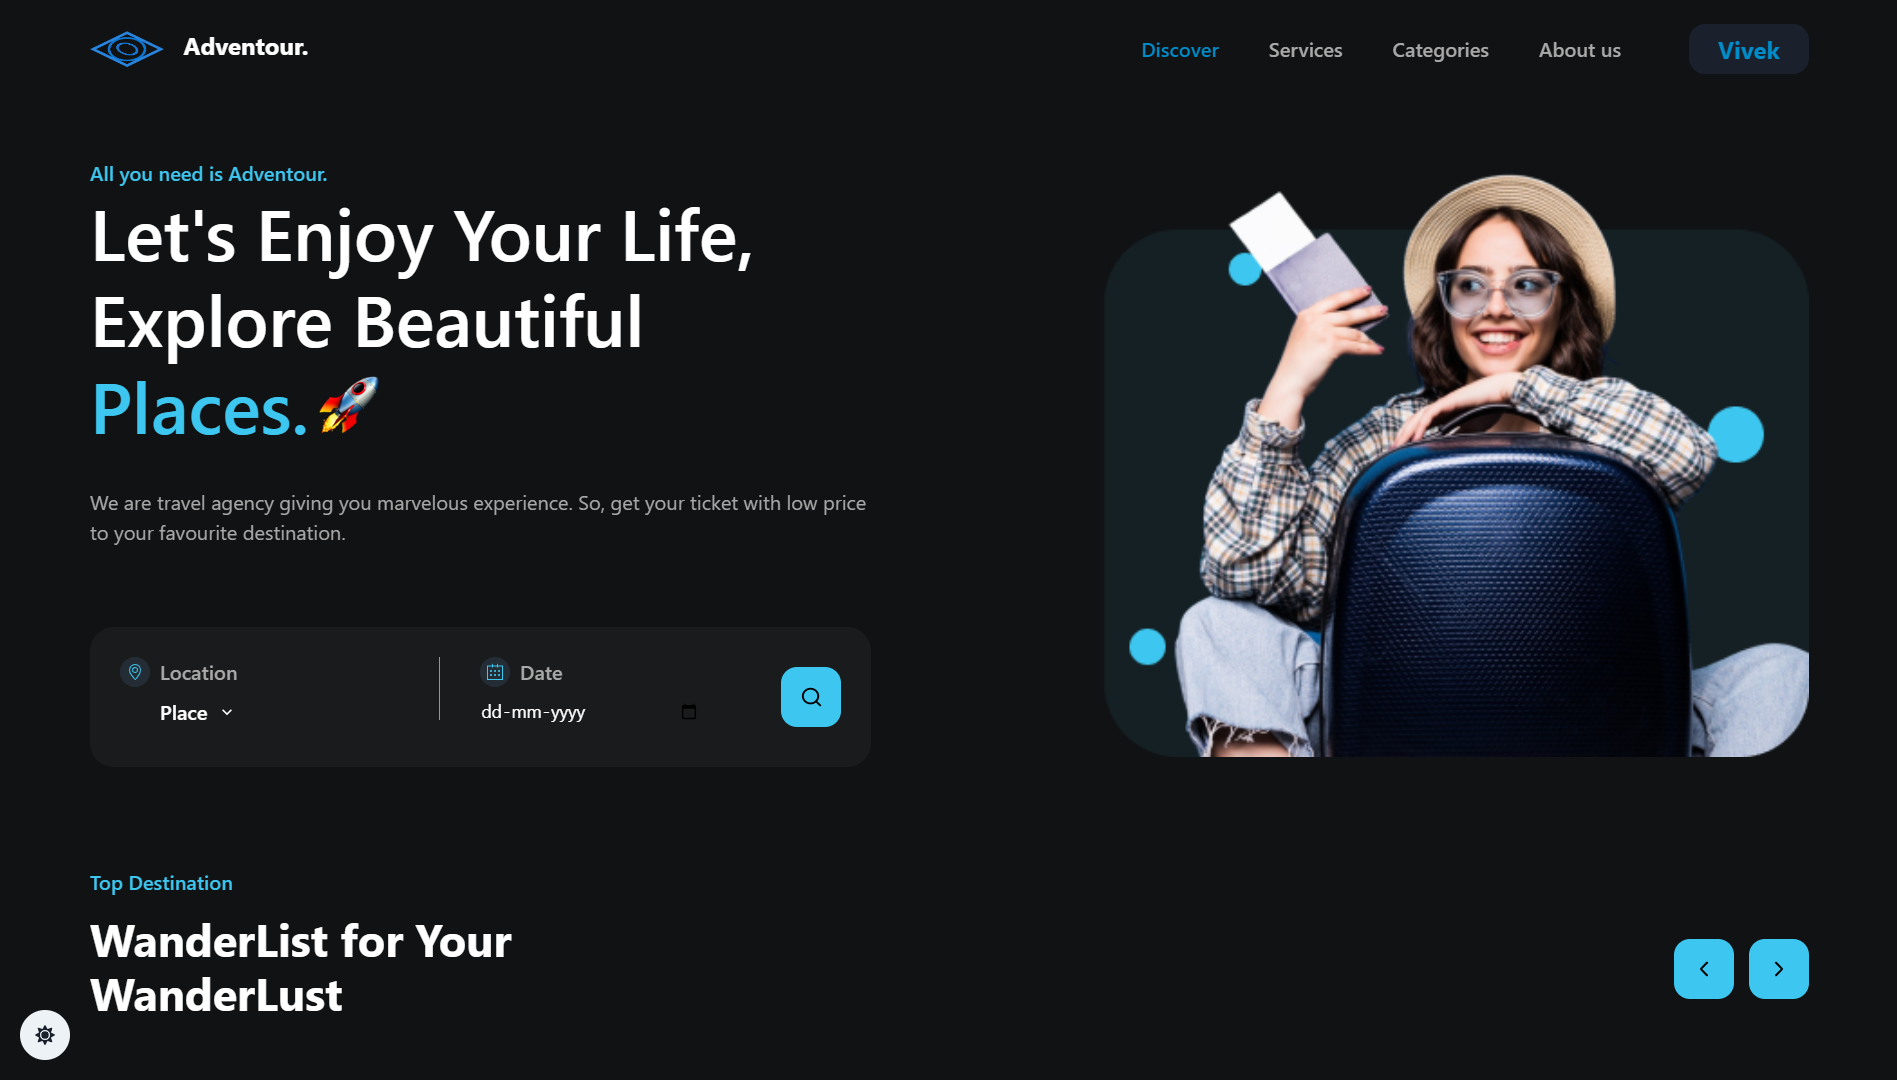 Adventour.
Discover
Services
Categories
About us
Vivek
All you need is Adventour.
Let's Enjoy Your Life,
Explore Beautiful
Places.🚀
We are travel agency giving you marvelous experience. So, get your ticket with low price
to your favourite destination.
Location
Place
Date
dd-mm-yyyy
Top Destination
WanderList for Your
WanderLust